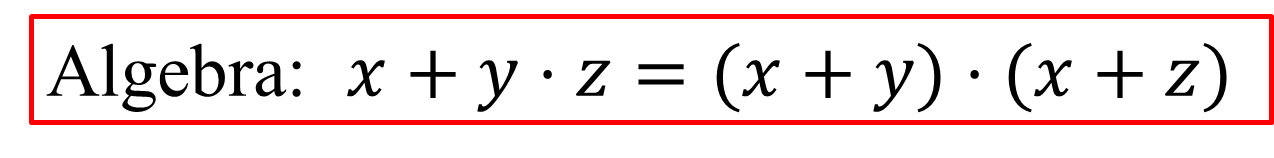 Algebra: x + y · z = (x + y) · (x + z)